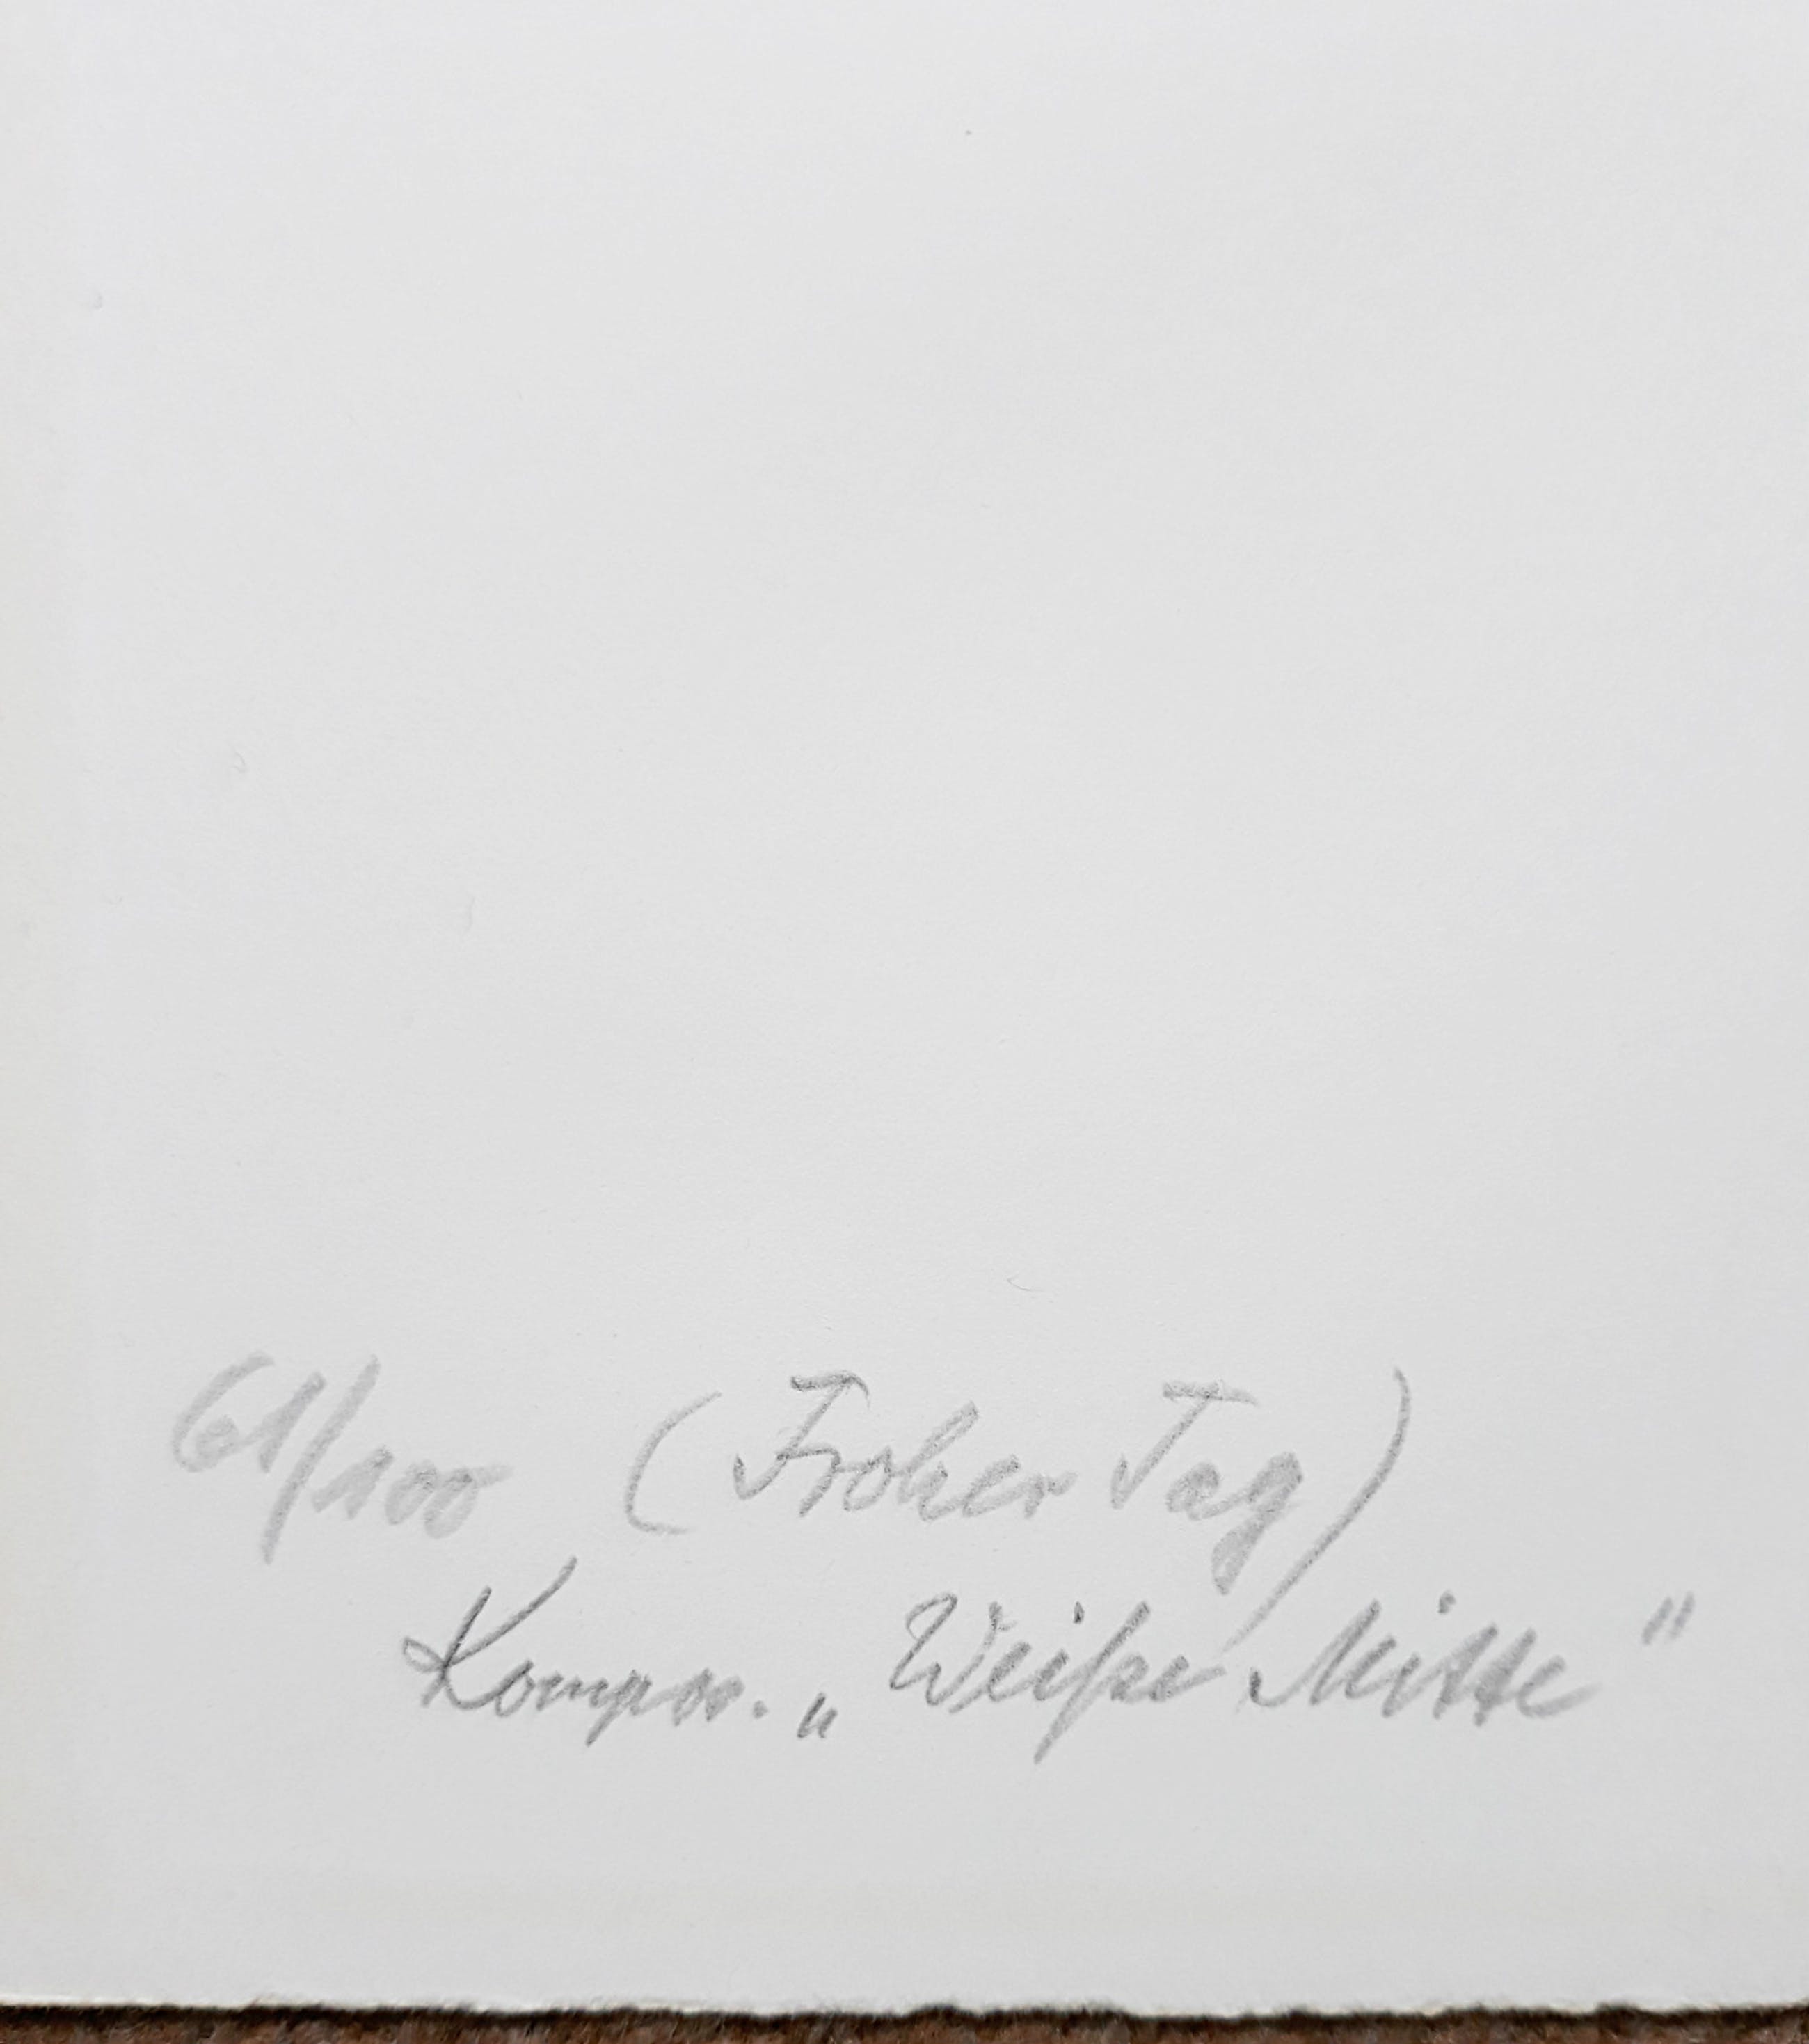 61/100 (Froher Tag)
Kompos. „Weiße Mitte"